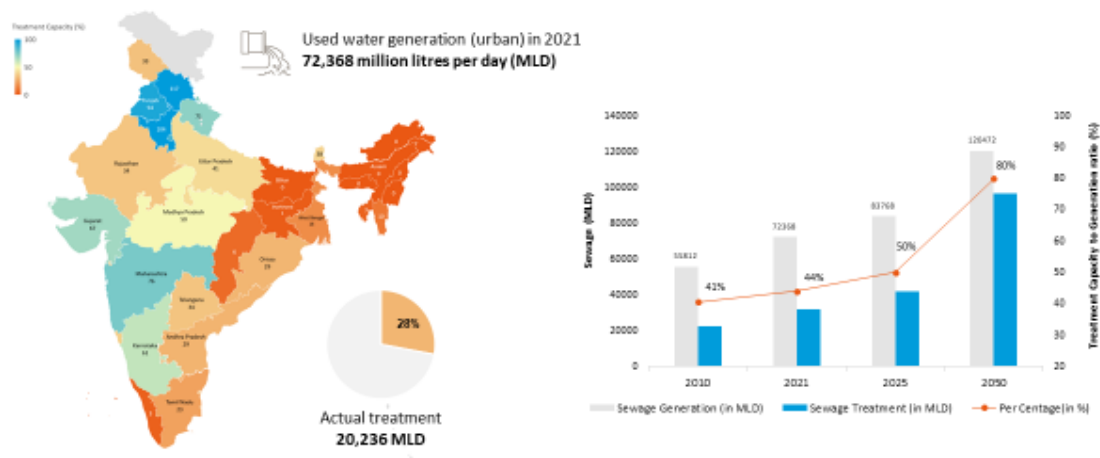 Treatment Capacity (%)
100
50
0
Used water generation (urban) in 2021
72,368 million litres per day (MLD)
Punjab
Rajasthan
Uttar Pradesh
41
Bihar
Madhya Pradesh
Gujarat
Maharashtra
Odisha
Karnataka
Andhra Pradesh
Tamil Nadu
28%
Actual treatment
20,236 MLD
Sewage (MLD)
140000
120000
100000
80000
60000
40000
20000
0
55812
72368
83768
120472
41%
44%
50%
80%
100
90
80
70
60
50
40
30
20
Treatment Capacity to Generation ratio (%)
2010
2021
2025
2050
Sewage Generation (in MLD)
Sewage Treatment (in MLD)
Per Centage(in %)